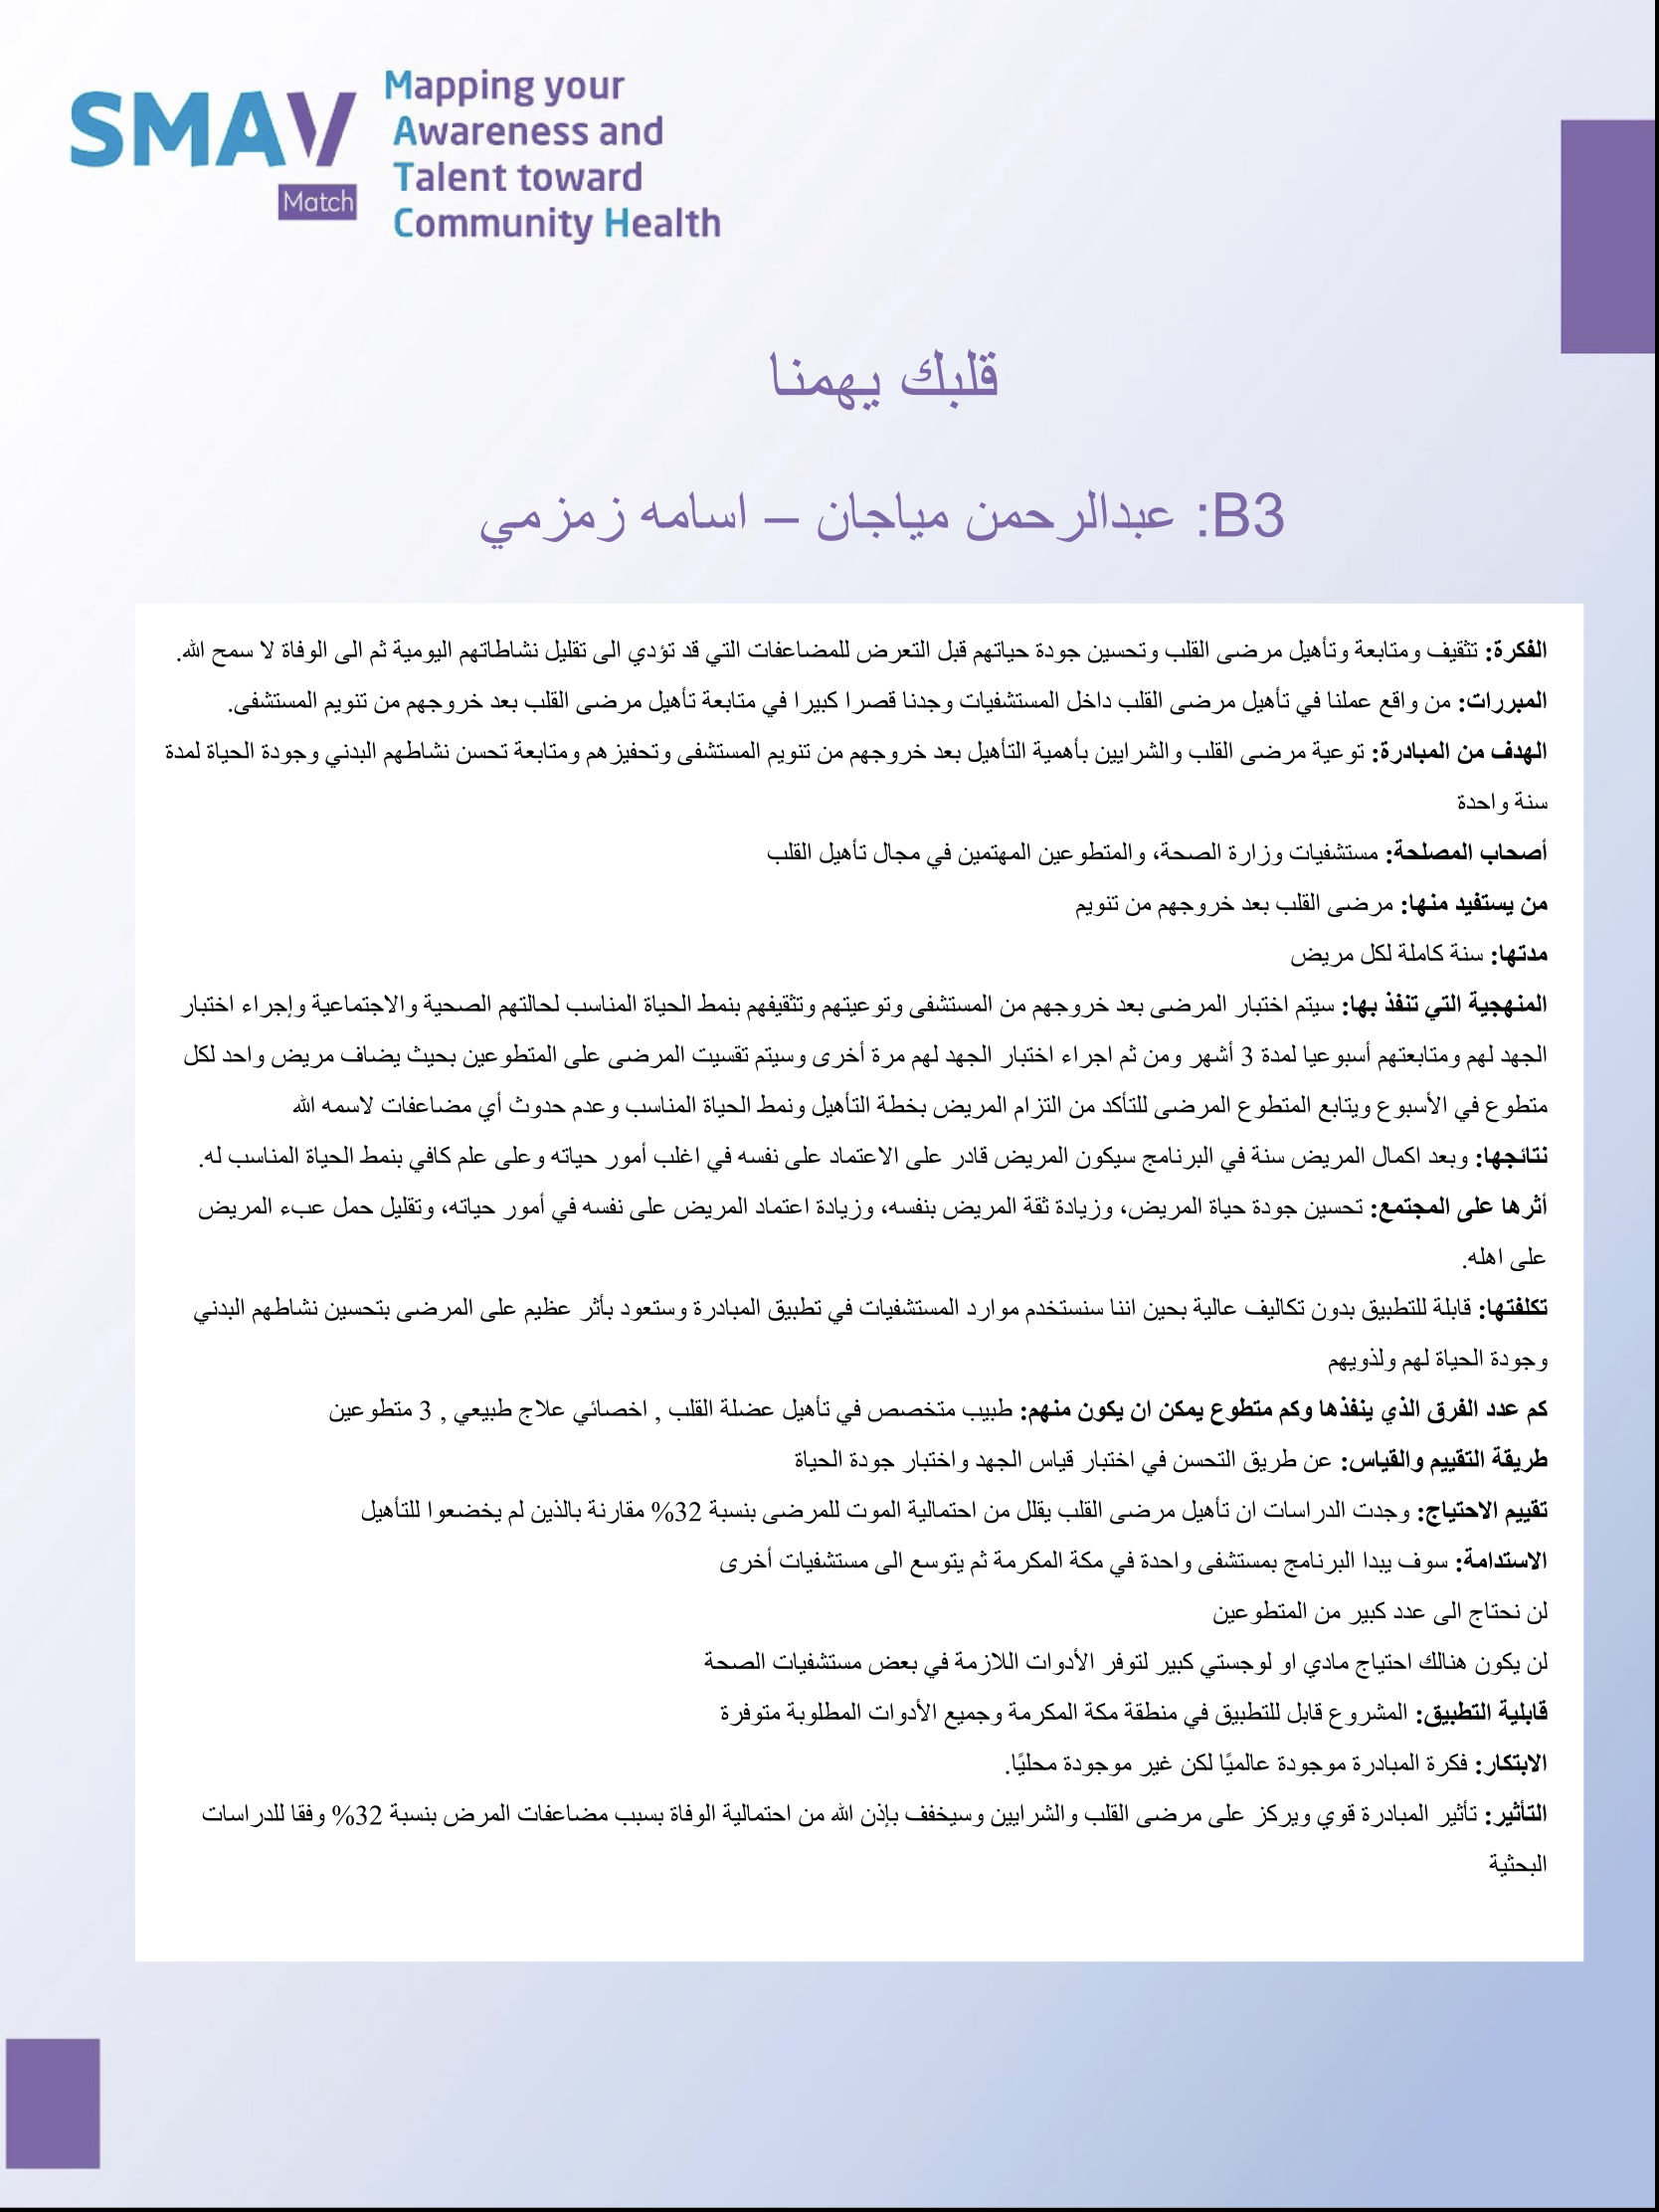 SMAV
Match
Mapping your
Awareness and
Talent toward
Community Health
قلبك يهمنا
B3: عبدالرحمن مياجان – اسامه زمزمي
الفكرة: تثقيف ومتابعة وتأهيل مرضى القلب وتحسين جودة حياتهم قبل التعرض للمضاعفات التي قد تؤدي الى تقليل نشاطاتهم اليومية ثم الى الوفاة لا سمح الله.
المبررات: من واقع عملنا في تأهيل مرضى القلب داخل المستشفيات وجدنا قصرا كبيرا في متابعة تأهيل مرضى القلب بعد خروجهم من تنويم المستشفى.
الهدف من المبادرة: توعية مرضى القلب والشرايين بأهمية التأهيل بعد خروجهم من تنويم المستشفى وتحفيزهم ومتابعة تحسن نشاطهم البدني وجودة الحياة لمدة
سنة واحدة
أصحاب المصلحة: مستشفيات وزارة الصحة، والمتطوعين المهتمين في مجال تأهيل القلب
من يستفيد منها: مرضى القلب بعد خروجهم من تنويم
مدتها: سنة كاملة لكل مريض
المنهجية التي تنفذ بها: سيتم اختبار المرضى بعد خروجهم من المستشفى وتوعيتهم وتثقيفهم بنمط الحياة المناسب لحالتهم الصحية والاجتماعية وإجراء اختبار
الجهد لهم ومتابعتهم أسبوعيا لمدة 3 أشهر ومن ثم اجراء اختبار الجهد لهم مرة أخرى وسيتم تقسيت المرضى على المتطوعين بحيث يضاف مريض واحد لكل
متطوع في الأسبوع ويتابع المتطوع المرضى للتأكد من التزام المريض بخطة التأهيل ونمط الحياة المناسب وعدم حدوث أي مضاعفات لاسمه الله
نتائجها: وبعد اكمال المريض سنة في البرنامج سيكون المريض قادر على الاعتماد على نفسه في اغلب أمور حياته وعلى علم كافي بنمط الحياة المناسب له.
أثرها على المجتمع: تحسين جودة حياة المريض، وزيادة ثقة المريض بنفسه، وزيادة اعتماد المريض على نفسه في أمور حياته، وتقليل حمل عبء المريض
على اهله.
تكلفتها: قابلة للتطبيق بدون تكاليف عالية بحين اننا سنستخدم موارد المستشفيات في تطبيق المبادرة وستعود بأثر عظيم على المرضى بتحسين نشاطهم البدني
وجودة الحياة لهم ولذويهم
كم عدد الفرق الذي ينفذها وكم متطوع يمكن ان يكون منهم: طبيب متخصص في تأهيل عضلة القلب , اخصائي علاج طبيعي , 3 متطوعين
طريقة التقييم والقياس: عن طريق التحسن في اختبار قياس الجهد واختبار جودة الحياة
تقييم الاحتياج: وجدت الدراسات ان تأهيل مرضى القلب يقلل من احتمالية الموت للمرضى بنسبة 32% مقارنة بالذين لم يخضعوا للتأهيل
الاستدامة: سوف يبدا البرنامج بمستشفى واحدة في مكة المكرمة ثم يتوسع الى مستشفيات أخرى
لن نحتاج الى عدد كبير من المتطوعين
لن يكون هنالك احتياج مادي او لوجستي كبير لتوفر الأدوات اللازمة في بعض مستشفيات الصحة
قابلية التطبيق: المشروع قابل للتطبيق في منطقة مكة المكرمة وجميع الأدوات المطلوبة متوفرة
الابتكار: فكرة المبادرة موجودة عالميًا لكن غير موجودة محليًا.
التأثير: تأثير المبادرة قوي ويركز على مرضى القلب والشرايين وسيخفف بإذن الله من احتمالية الوفاة بسبب مضاعفات المرض بنسبة 32% وفقا للدراسات
البحثية